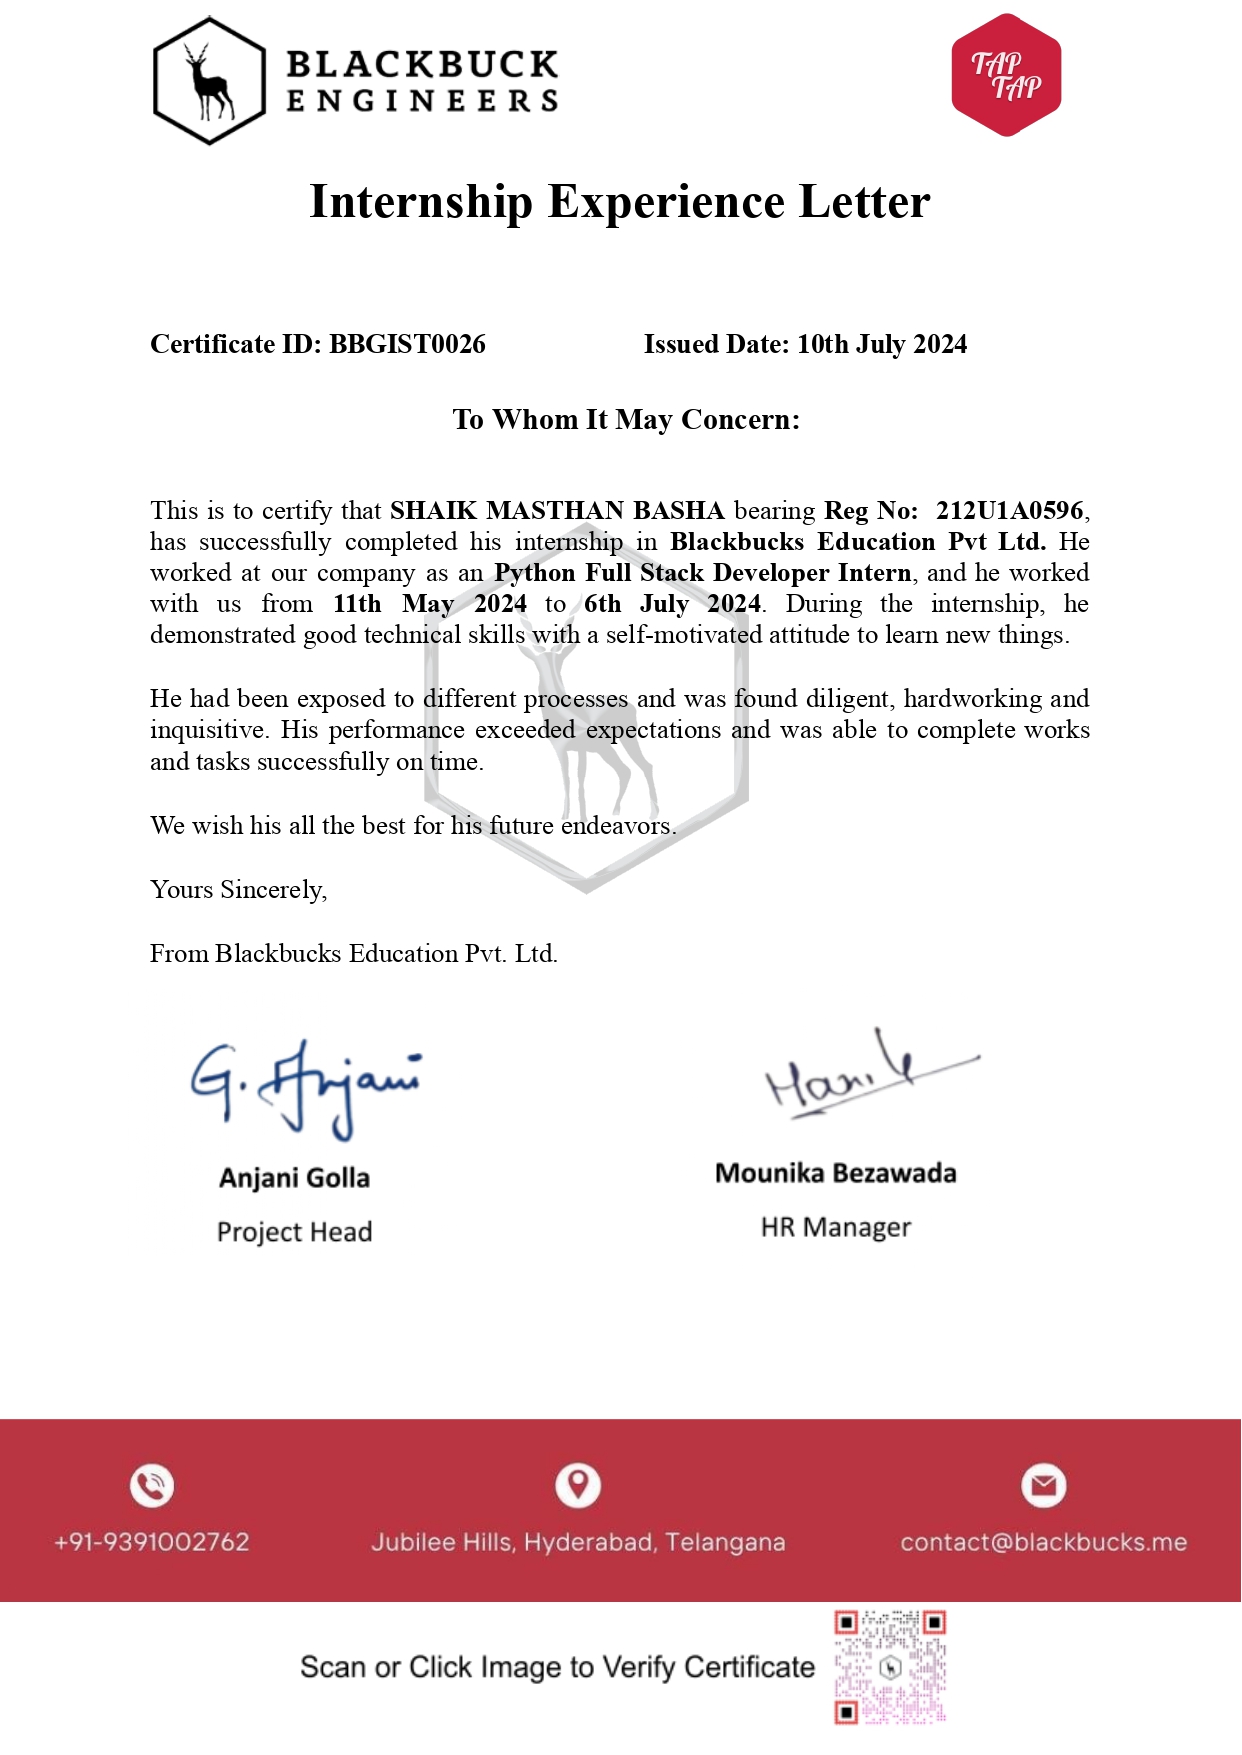 BLACKBUCK
ENGINEERS
TAP
TAP
Internship Experience Letter
Certificate ID: BBGIST0026 Issued Date: 10th July 2024
To Whom It May Concern:
This is to certify that SHAIK MASTHAN BASHA bearing Reg No: 212U1A0596,
has successfully completed his internship in Blackbucks Education Pvt Ltd. He
worked at our company as an Python Full Stack Developer Intern, and he worked
with us from 11th May 2024 to 6th July 2024. During the internship, he
demonstrated good technical skills with a self-motivated attitude to learn new things.
He had been exposed to different processes and was found diligent, hardworking and
inquisitive. His performance exceeded expectations and was able to complete works
and tasks successfully on time.
We wish his all the best for his future endeavors.
Yours Sincerely,
From Blackbucks Education Pvt. Ltd.
G. Anjani
Anjani Golla
Project Head
Mounika Bezawada
HR Manager
+91-9391002762
Jubilee Hills, Hyderabad, Telangana
contact@blackbucks.me
Scan or Click Image to Verify Certificate